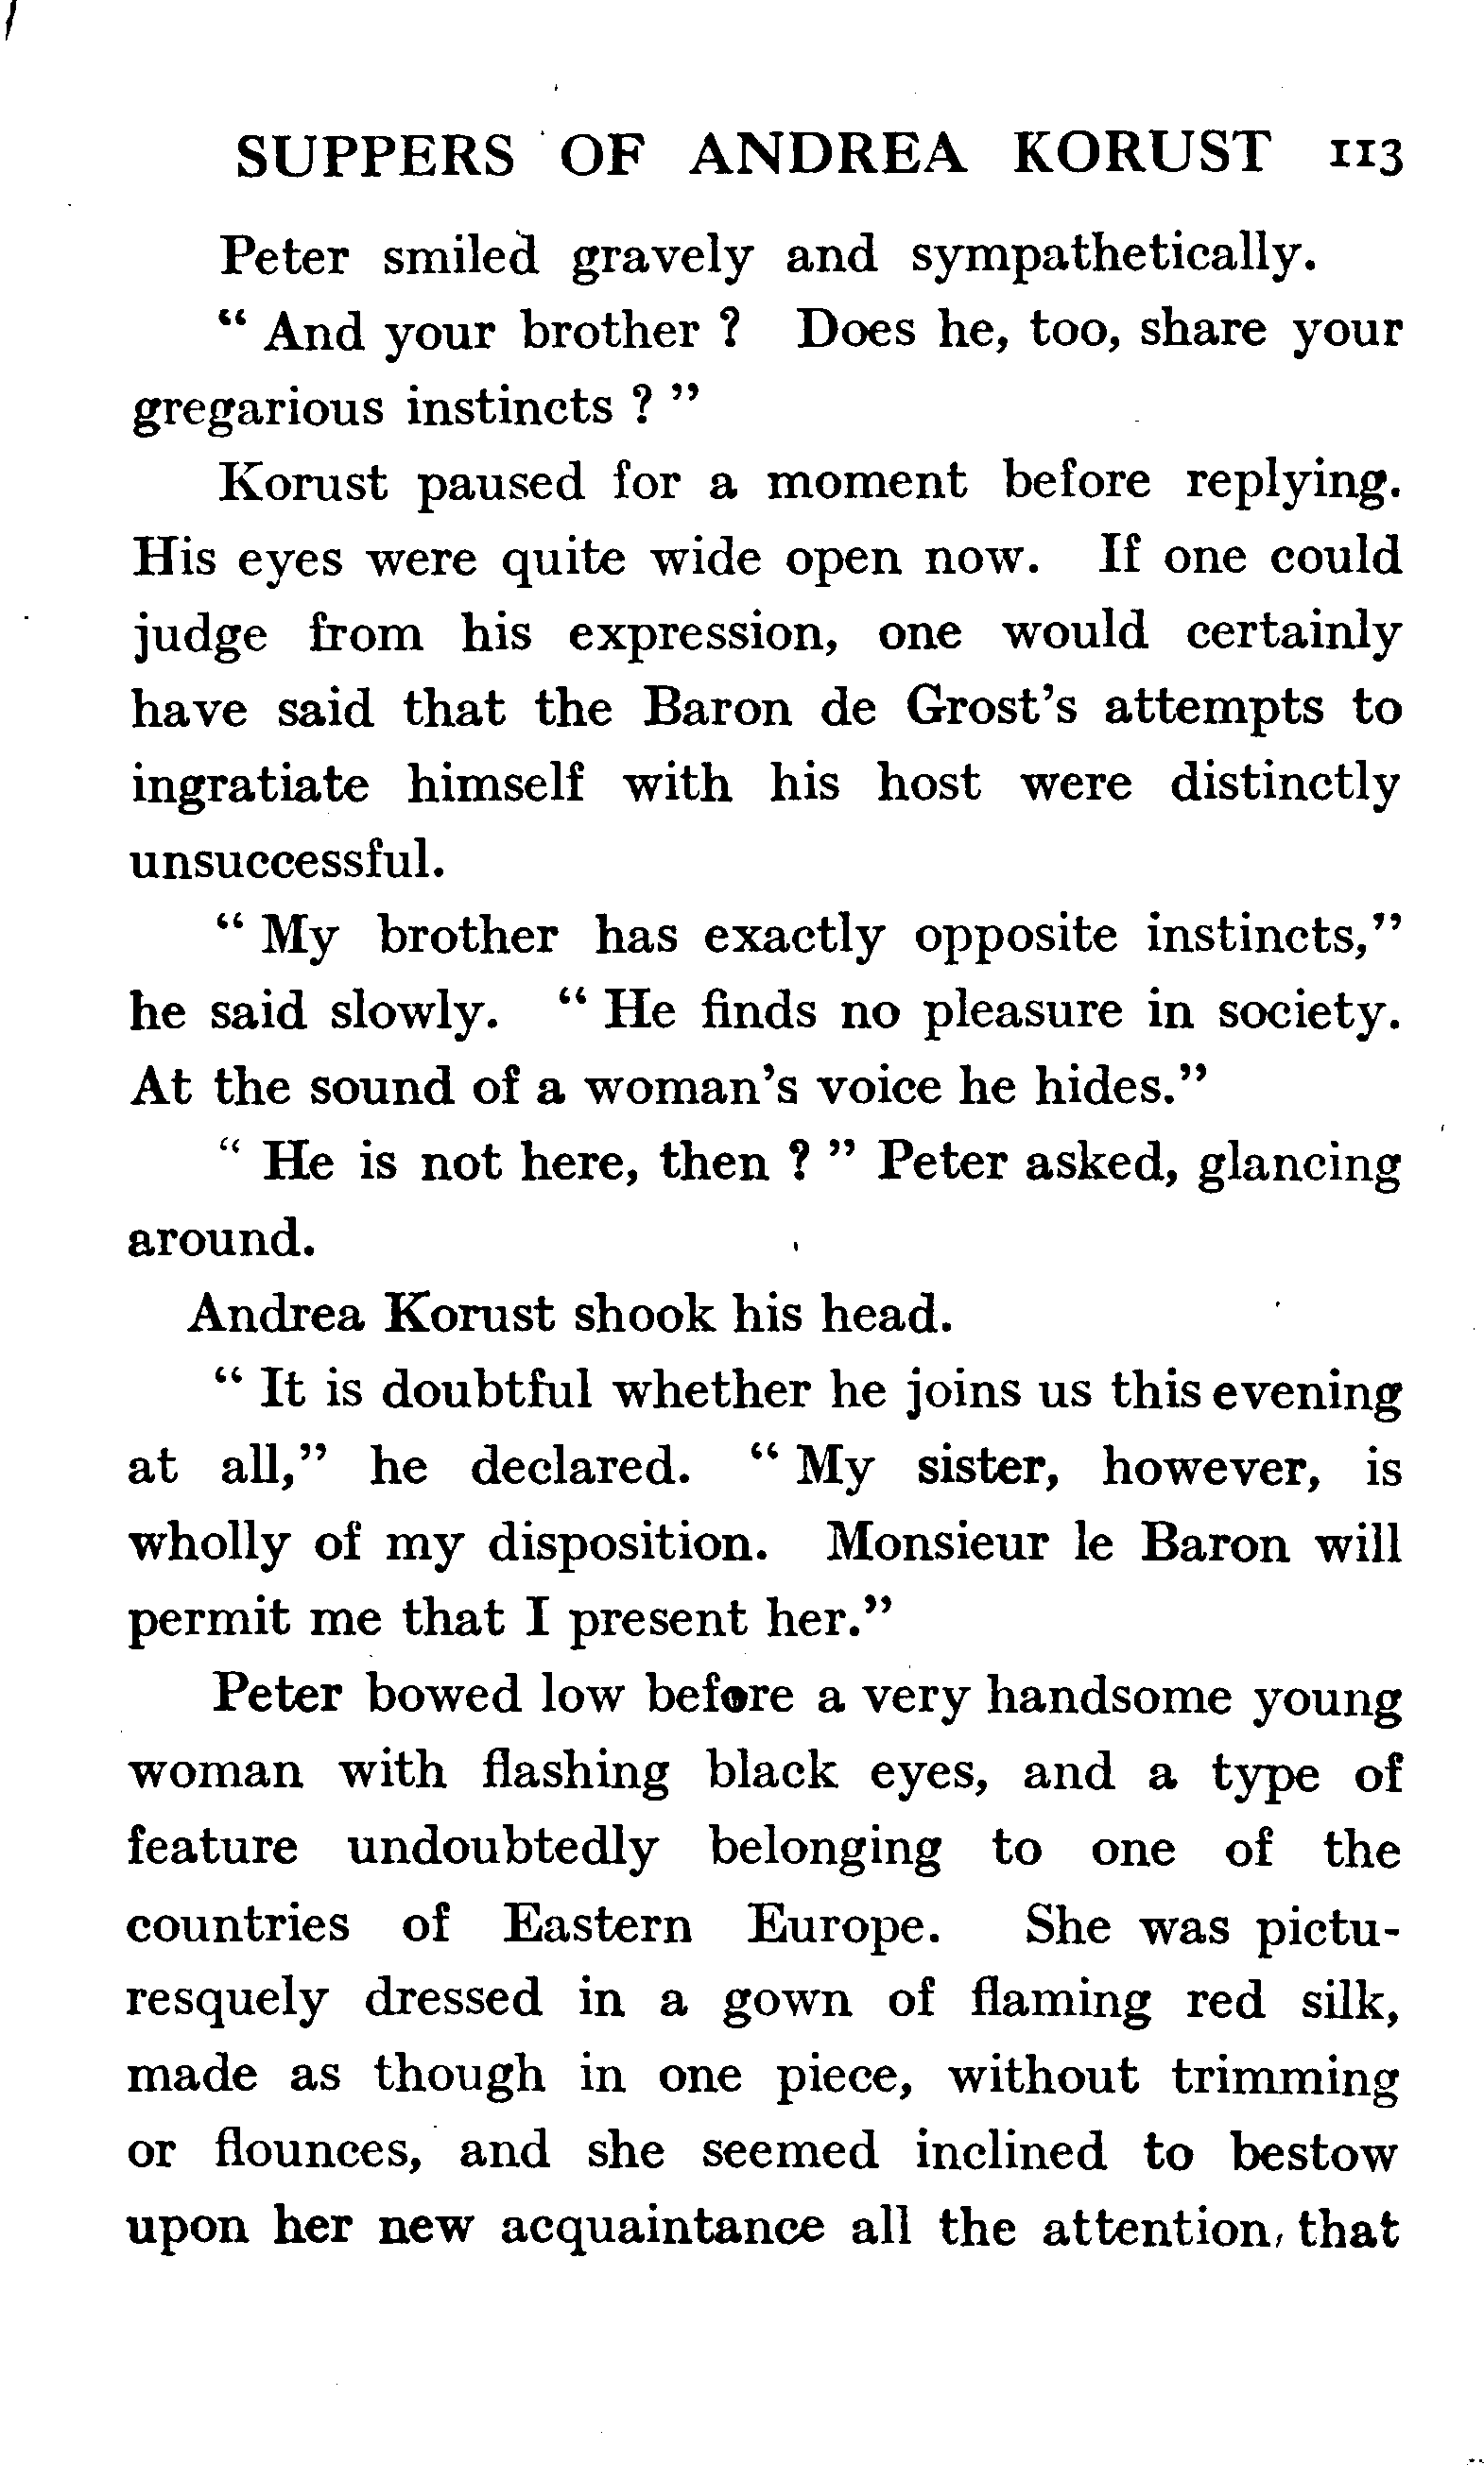 SUPPERS OF ANDREA KORUST 113
Peter smiled gravely and sympathetically.
“ And your brother ? Does he, too, share your
gregarious instincts ? ”
Korust paused for a moment before replying.
His eyes were quite wide open now. If one could
judge from his expression, one would certainly
have said that the Baron de Grost’s attempts to
ingratiate himself with his host were distinctly
unsuccessful.
“ My brother has exactly opposite instincts,”
he said slowly. “ He finds no pleasure in society.
At the sound of a woman’s voice he hides.”
“ He is not here, then ? ” Peter asked, glancing
around.
Andrea Korust shook his head.
“ It is doubtful whether he joins us this evening
at all,” he declared. “ My sister, however, is
wholly of my disposition. Monsieur le Baron will
permit me that I present her.”
Peter bowed low before a very handsome young
woman with flashing black eyes, and a type of
feature undoubtedly belonging to one of the
countries of Eastern Europe. She was pictu-
resquely dressed in a gown of flaming red silk,
made as though in one piece, without trimming
or flounces, and she seemed inclined to bestow
upon her new acquaintance all the attention, that